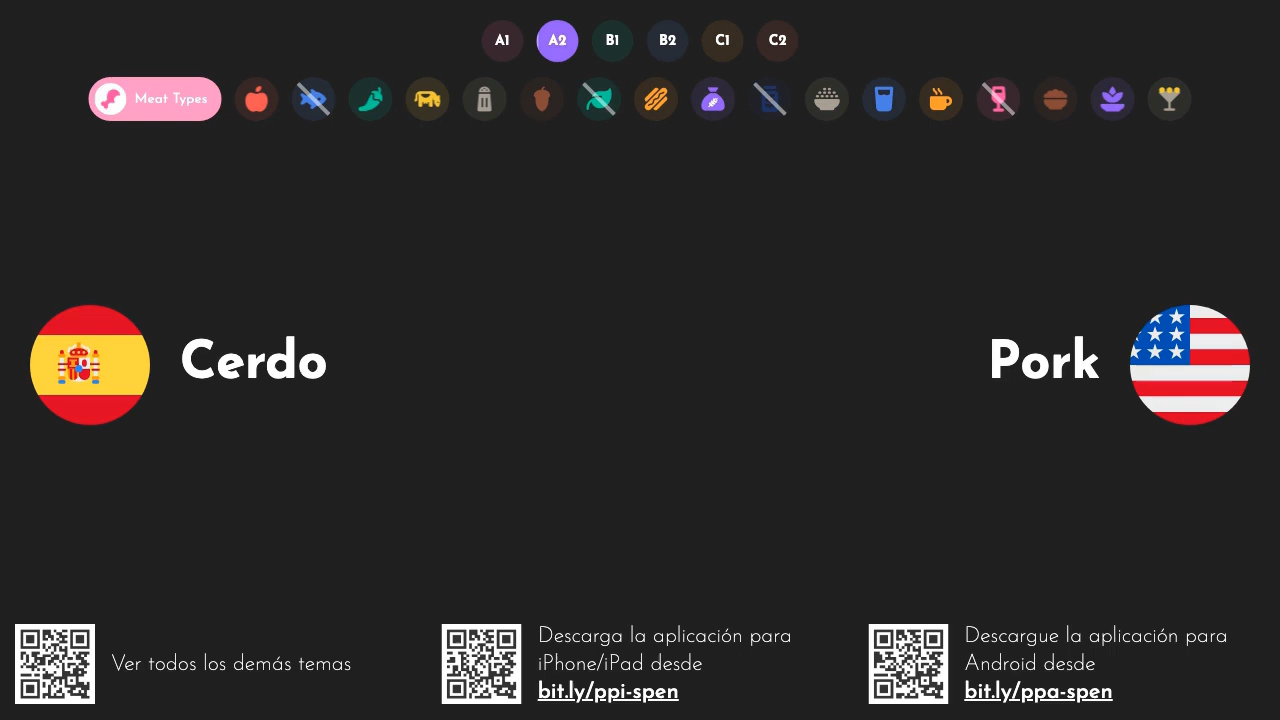 A1 A2 B1 B2 C1 C2
Meat Types
Cerdo
Pork
Ver todos los demás temas
Descarga la aplicación para
iPhone/iPad desde
bit.ly/ppi-spen
Descargue la aplicación para
Android desde
bit.ly/ppa-spen